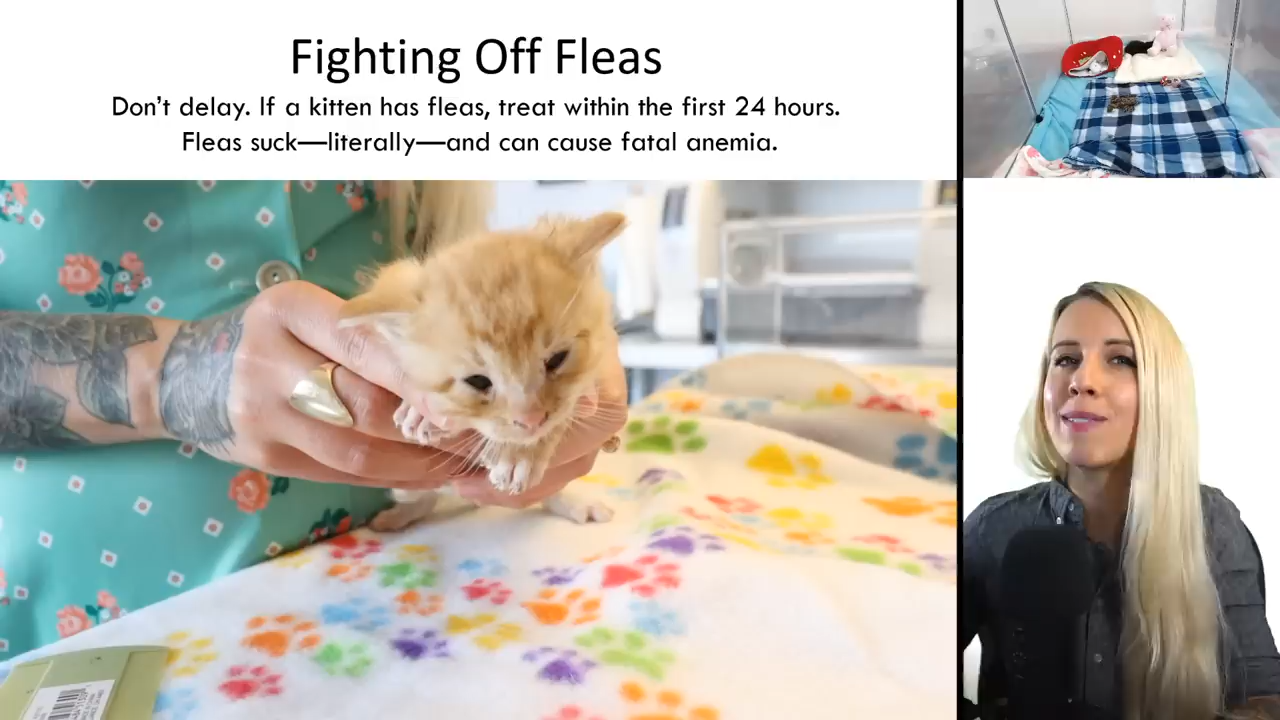 Fighting Off Fleas
Don’t delay. If a kitten has fleas, treat within the first 24 hours.
Fleas suck—literally—and can cause fatal anemia.